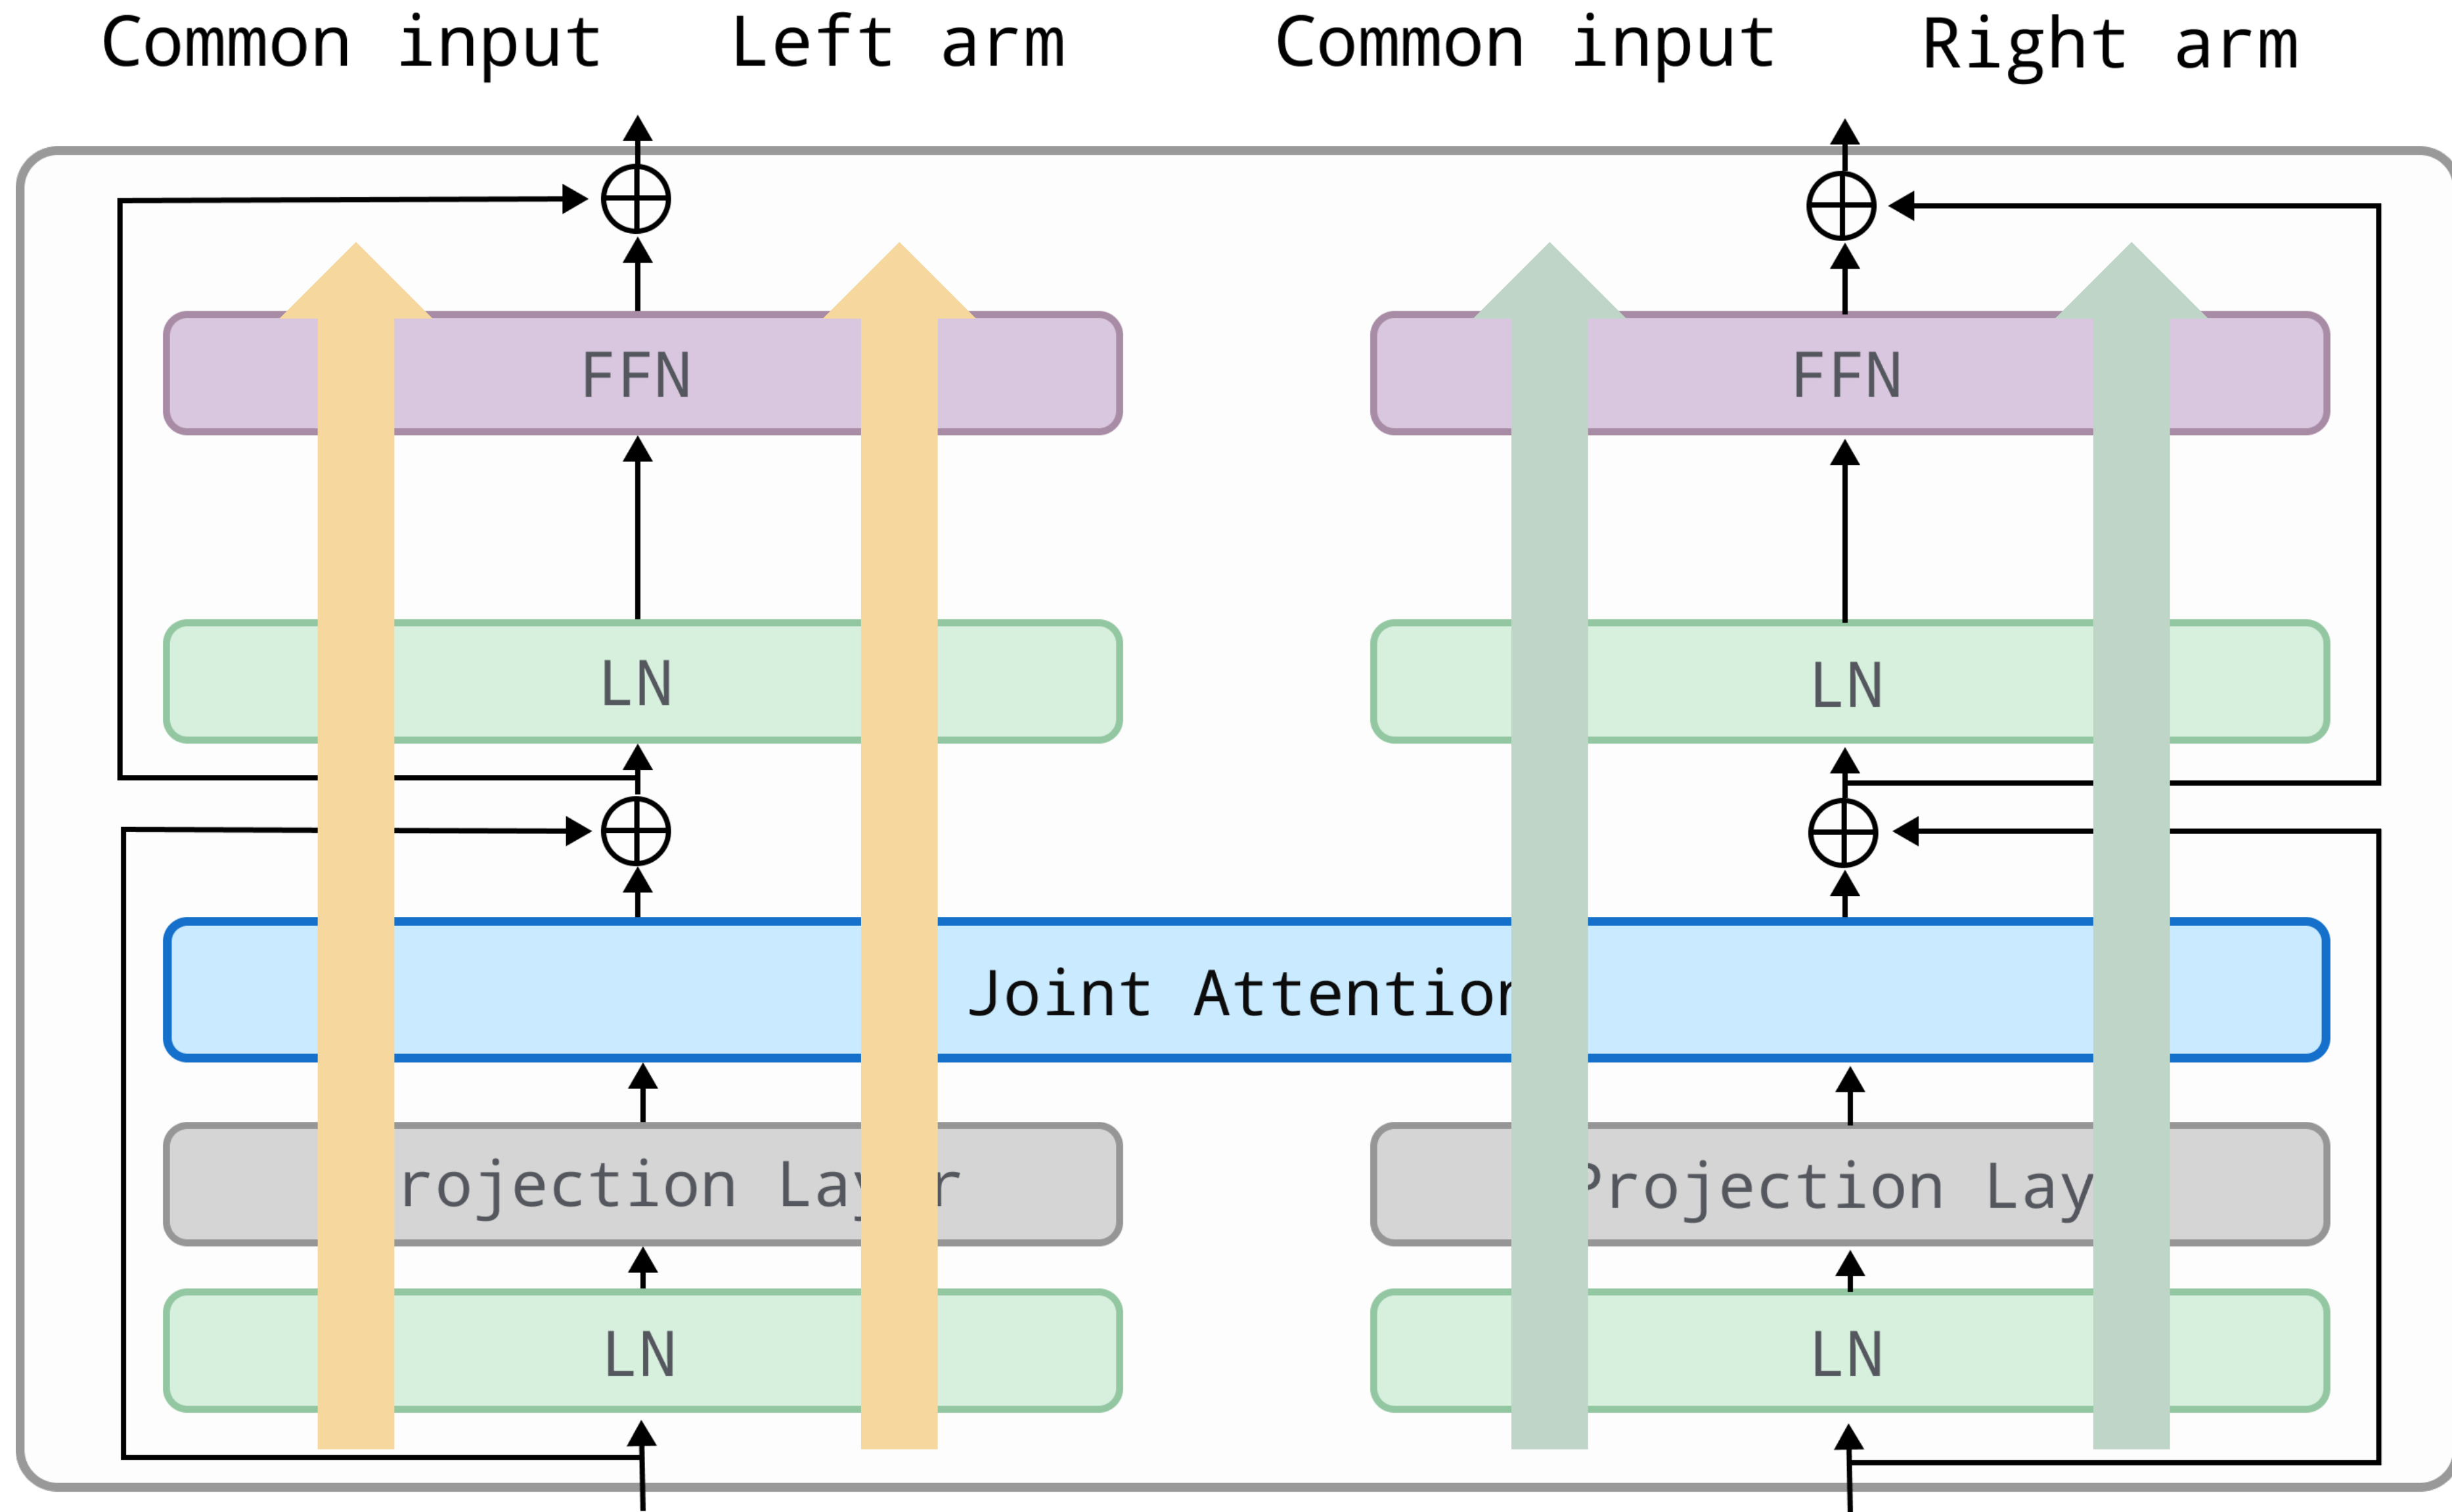 Common input Left arm Common input Right arm
FFN FFN
LN LN
Joint Attention
rojection Lay r Projection Lay
LN LN